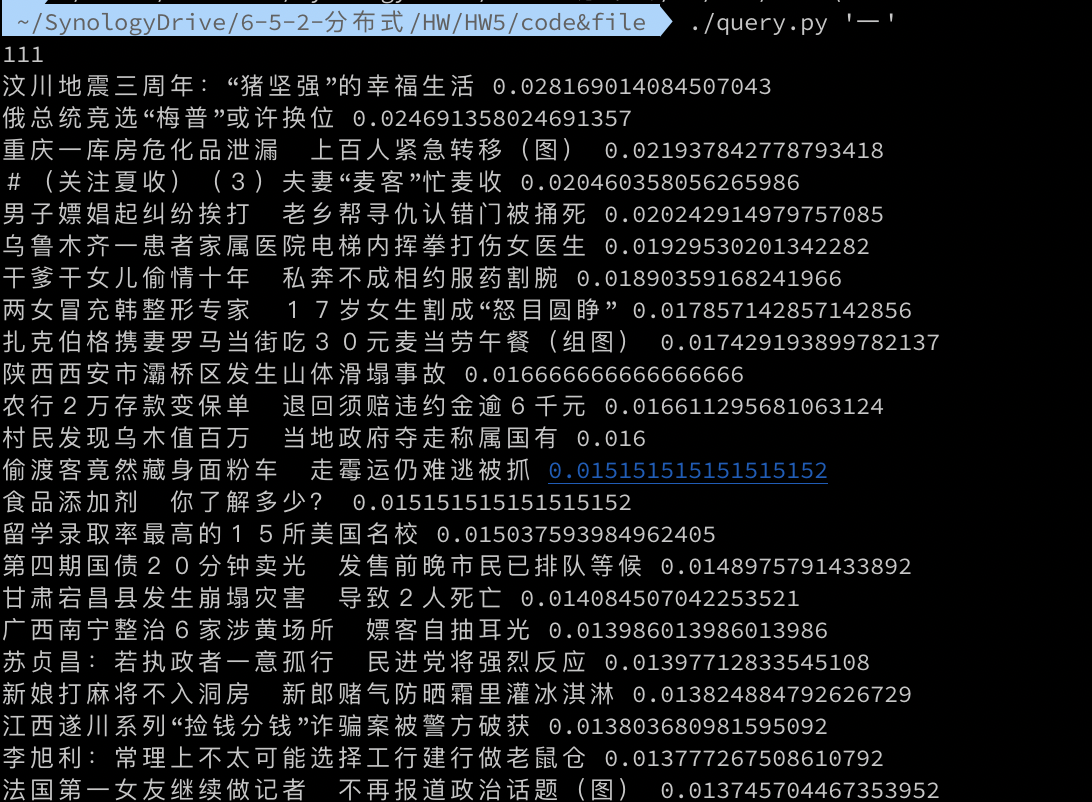 ~/SynologyDrive/6-5-2-分布式/HW/HW5/code&file ./query.py '一'
111
汶川地震三周年：“猪坚强”的幸福生活 0.028169014084507043
俄总统竞选“梅普”或许换位 0.024691358024691357
重庆一库房危化品泄漏　上百人紧急转移（图） 0.021937842778793418
＃（关注夏收）（３）夫妻“麦客”忙麦收 0.020460358056265986
男子嫖娼起纠纷挨打　老乡帮寻仇认错门被捅死 0.020242914979757085
乌鲁木齐一患者家属医院电梯内挥拳打伤女医生 0.01929530201342282
干爹干女儿偷情十年　私奔不成相约服药割腕 0.01890359168241966
两女冒充韩整形专家　１７岁女生割成“怒目圆睁” 0.017857142857142856
扎克伯格携妻罗马当街吃３０元麦当劳午餐（组图） 0.017429193899782137
陕西西安市灞桥区发生山体滑塌事故 0.016666666666666666
农行２万存款变保单　退回须赔违约金逾６千元 0.016611295681063124
村民发现乌木值百万　当地政府夺走称属国有 0.016
偷渡客竟然藏身面粉车　走霉运仍难逃被抓 0.015151515151515152
食品添加剂　你了解多少？ 0.015151515151515152
留学录取率最高的１５所美国名校 0.015037593984962405
第四期国债２０分钟卖光　发售前晚市民已排队等候 0.0148975791433892
甘肃宕昌县发生崩塌灾害　导致２人死亡 0.014084507042253521
广西南宁整治６家涉黄场所　嫖客自抽耳光 0.013986013986013986
苏贞昌：若执政者一意孤行　民进党将强烈反应 0.01397712833545108
新娘打麻将不入洞房　新郎赌气防晒霜里灌冰淇淋 0.013824884792626729
江西遂川系列“捡钱分钱”诈骗案被警方破获 0.013803680981595092
李旭利：常理上不太可能选择工行建行做老鼠仓 0.013777267508610792
法国第一女友继续做记者　不再报道政治话题（图） 0.013745704467353952